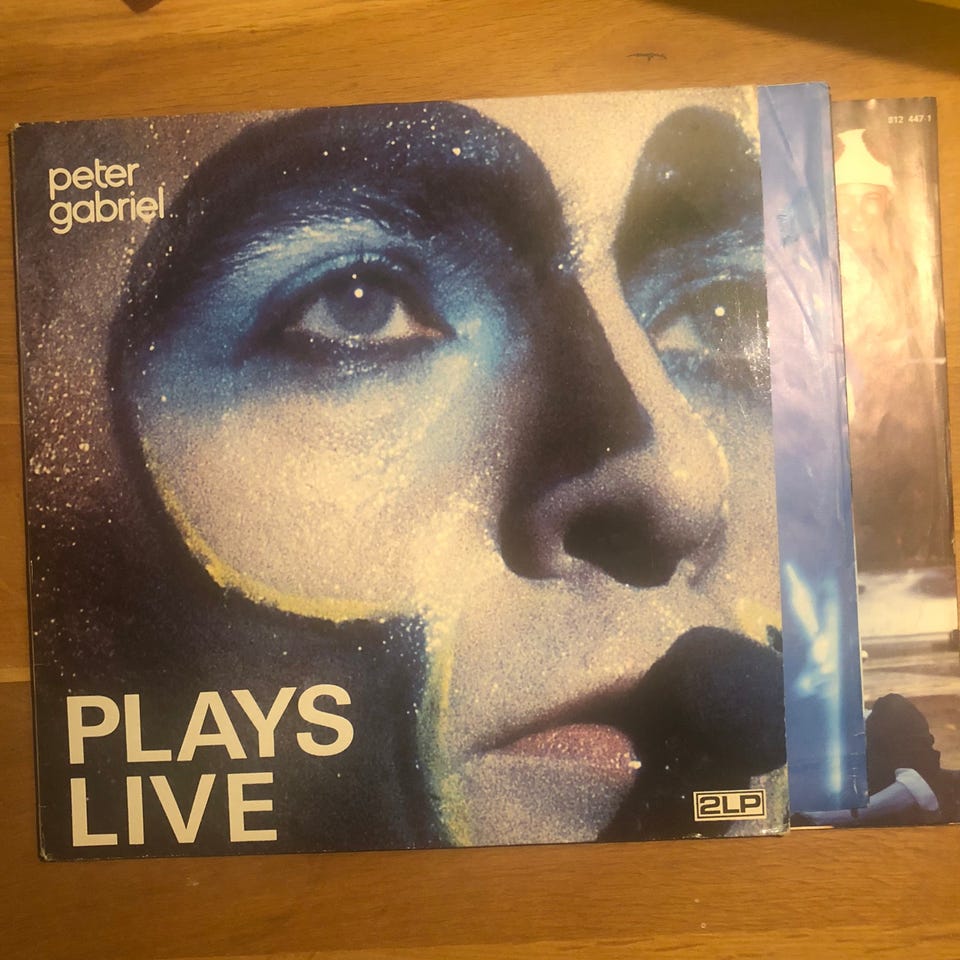 peter
gabriel
812 447-1
PLAYS
LIVE
2LP